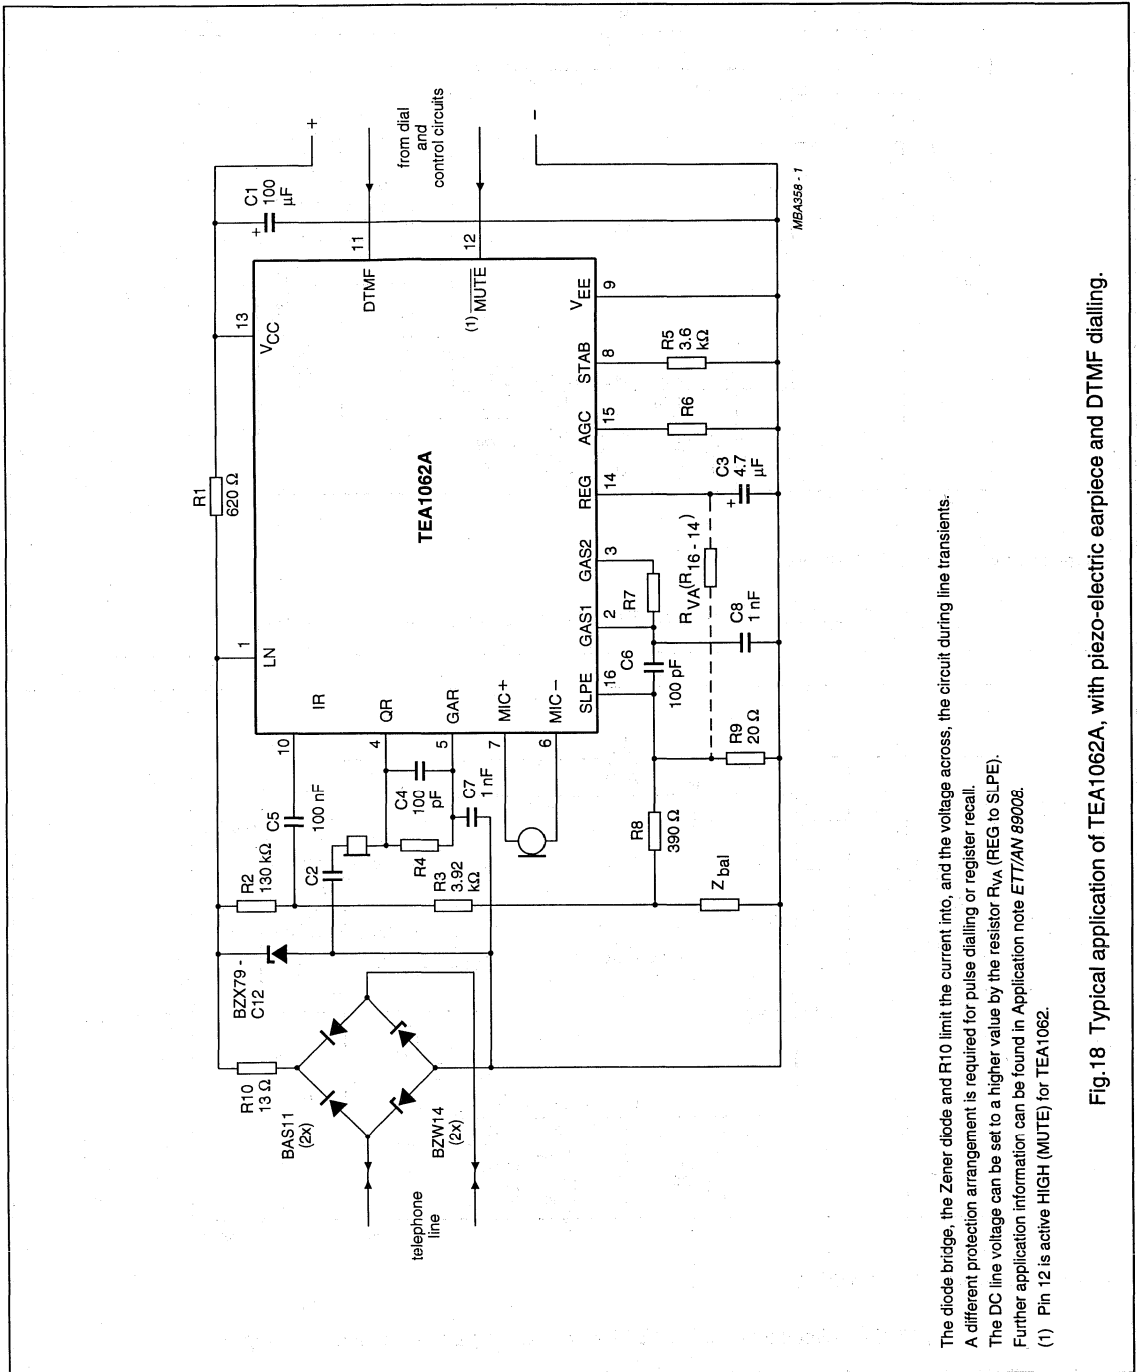 R1
620 Ω
C1
100
μF
+
+
from dial
and
control circuits
−
R10
13 Ω
BAS11
(2x)
BZW14
(2x)
telephone
line
BZX79 -
C12
R2
130 kΩ
C5
100 nF
C2
C4
100
pF
R4
C7
1 nF
R3
3.92
kΩ
1
LN
13
VCC
11
DTMF
12
(1) MUTE
10
IR
4
QR
5
GAR
7
MIC+
6
MIC−
TEA1062A
SLPE
16
GAS1
2
GAS2
3
REG
14
AGC
15
STAB
8
VEE
9
C6
100 pF
R7
RVA(R16 - 14)
R6
R5
3.6
kΩ
R8
390 Ω
Zbal
R9
20 Ω
C8
1 nF
+
C3
4.7
μF
MBA358 - 1
The diode bridge, the Zener diode and R10 limit the current into, and the voltage across, the circuit during line transients.
A different protection arrangement is required for pulse dialling or register recall.
The DC line voltage can be set to a higher value by the resistor RVA (REG to SLPE).
Further application information can be found in Application note ETT/AN 89008.
(1) Pin 12 is active HIGH (MUTE) for TEA1062.
Fig.18 Typical application of TEA1062A, with piezo-electric earpiece and DTMF dialling.